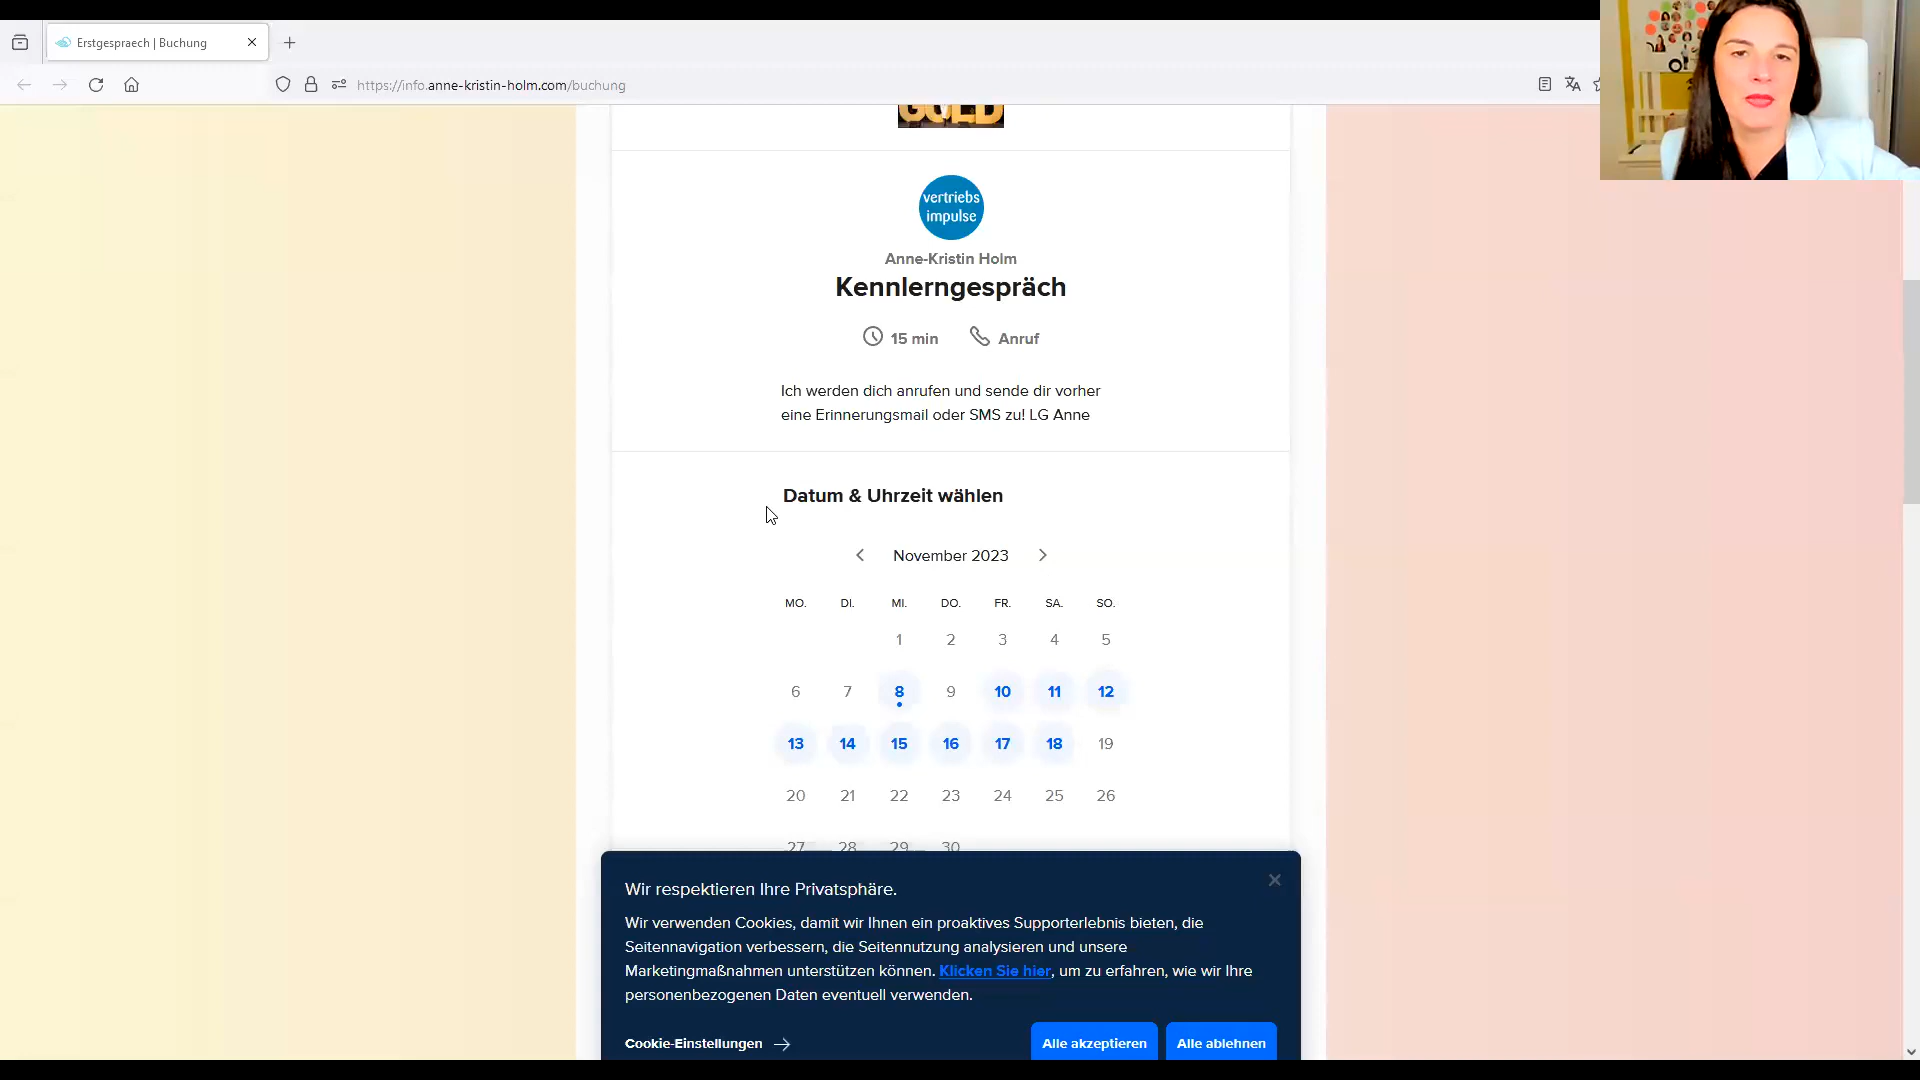 Erstgespraech | Buchung
https://info.anne-kristin-holm.com/buchung
GOLD
vertriebs
impulse
Anne-Kristin Holm
Kennlerngespräch
15 min Anruf
Ich werden dich anrufen und sende dir vorher
eine Erinnerungsmail oder SMS zu! LG Anne
Datum & Uhrzeit wählen
November 2023
MO. DI. MI. DO. FR. SA. SO.
1 2 3 4 5
6 7 8 9 10 11 12
13 14 15 16 17 18 19
20 21 22 23 24 25 26
27 28 29 30
Wir respektieren Ihre Privatsphäre.
Wir verwenden Cookies, damit wir Ihnen ein proaktives Supporterlebnis bieten, die
Seitennavigation verbessern, die Seitennutzung analysieren und unsere
Marketingmaßnahmen unterstützen können. Klicken Sie hier, um zu erfahren, wie wir Ihre
personenbezogenen Daten eventuell verwenden.
Cookie-Einstellungen
Alle akzeptieren Alle ablehnen